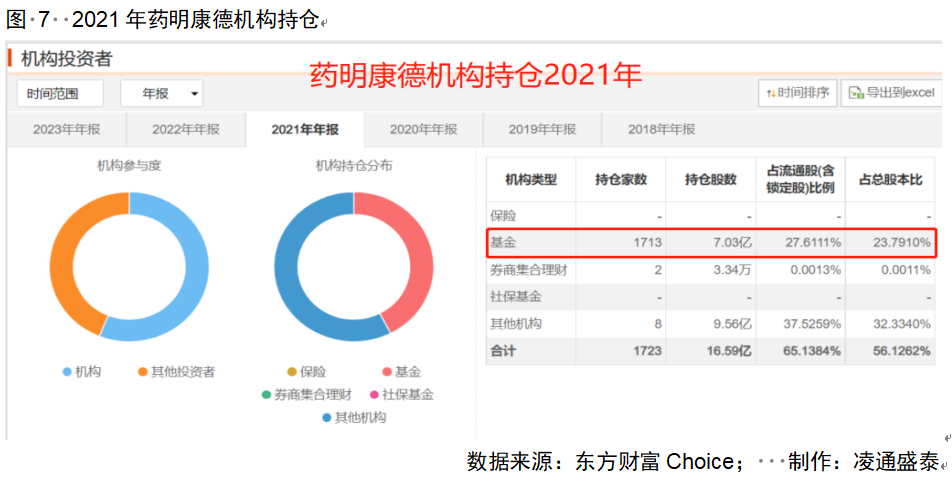 图 7 2021 年药明康德机构持仓
机构投资者
药明康德机构持仓2021年
时间范围 年报 时间排序 导出到excel
2023年年报 2022年年报 2021年年报 2020年年报 2019年年报 2018年年报
机构参与度 机构持仓分布
机构 其他投资者
保险 基金
券商集合理财 社保基金
其他机构
机构类型 持仓家数 持仓股数 占流通股(含锁定股)比例 占总股本比
保险 - - - -
基金 1713 7.03亿 27.6111% 23.7910%
券商集合理财 2 3.34万 0.0013% 0.0011%
社保基金 - - - -
其他机构 8 9.56亿 37.5259% 32.3340%
合计 1723 16.59亿 65.1384% 56.1262%
数据来源：东方财富 Choice； 制作：凌通盛泰